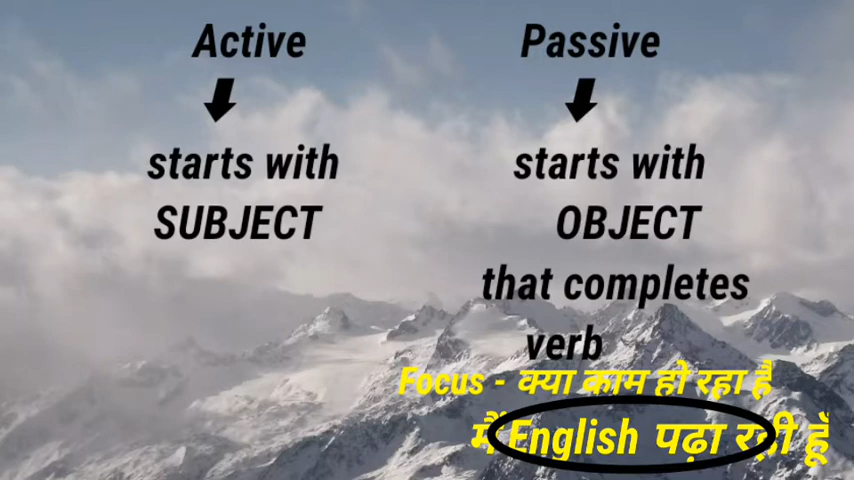 Active
Passive
starts with
SUBJECT
starts with
OBJECT
that completes
verb
Focus - क्या काम हो रहा है
मैं English पढ़ा रही हूँ